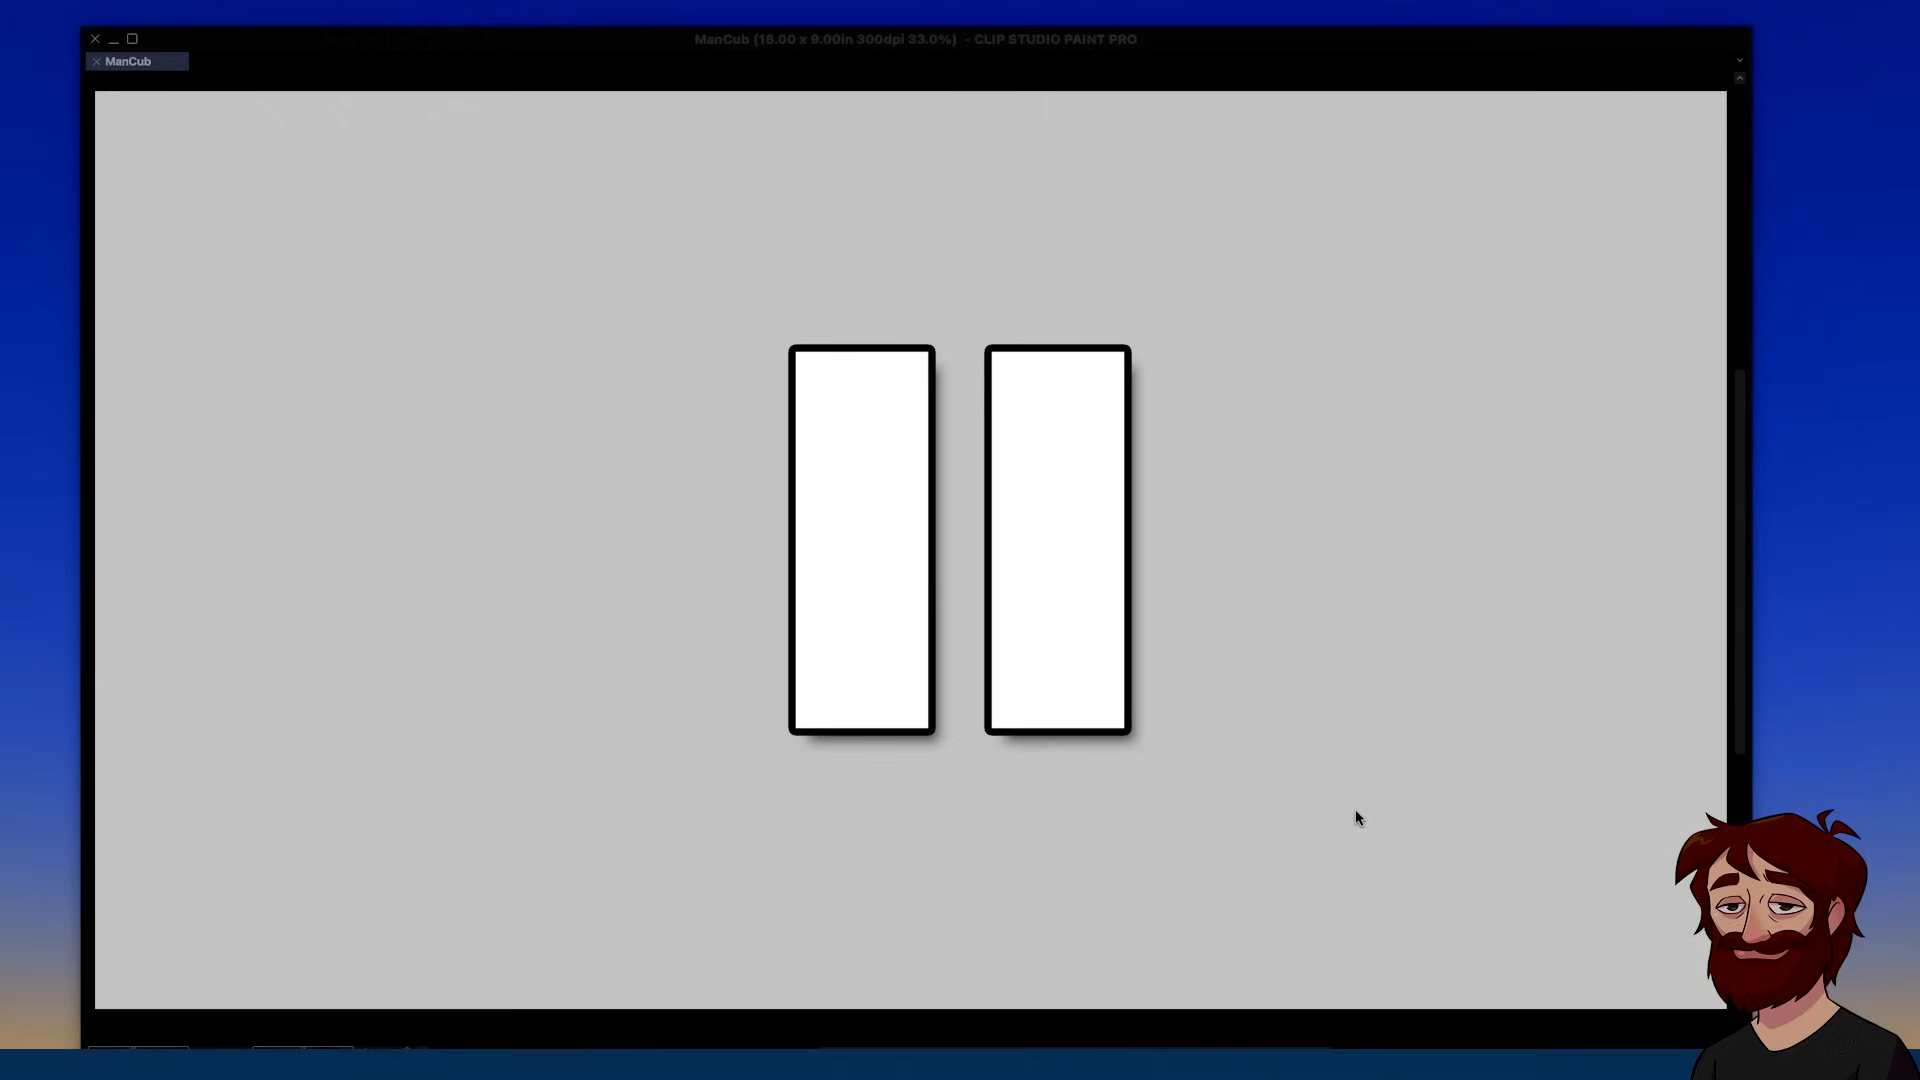 ManCub (16.00 x 9.00in 300dpi 33.0%) - CLIP STUDIO PAINT PRO
ManCub